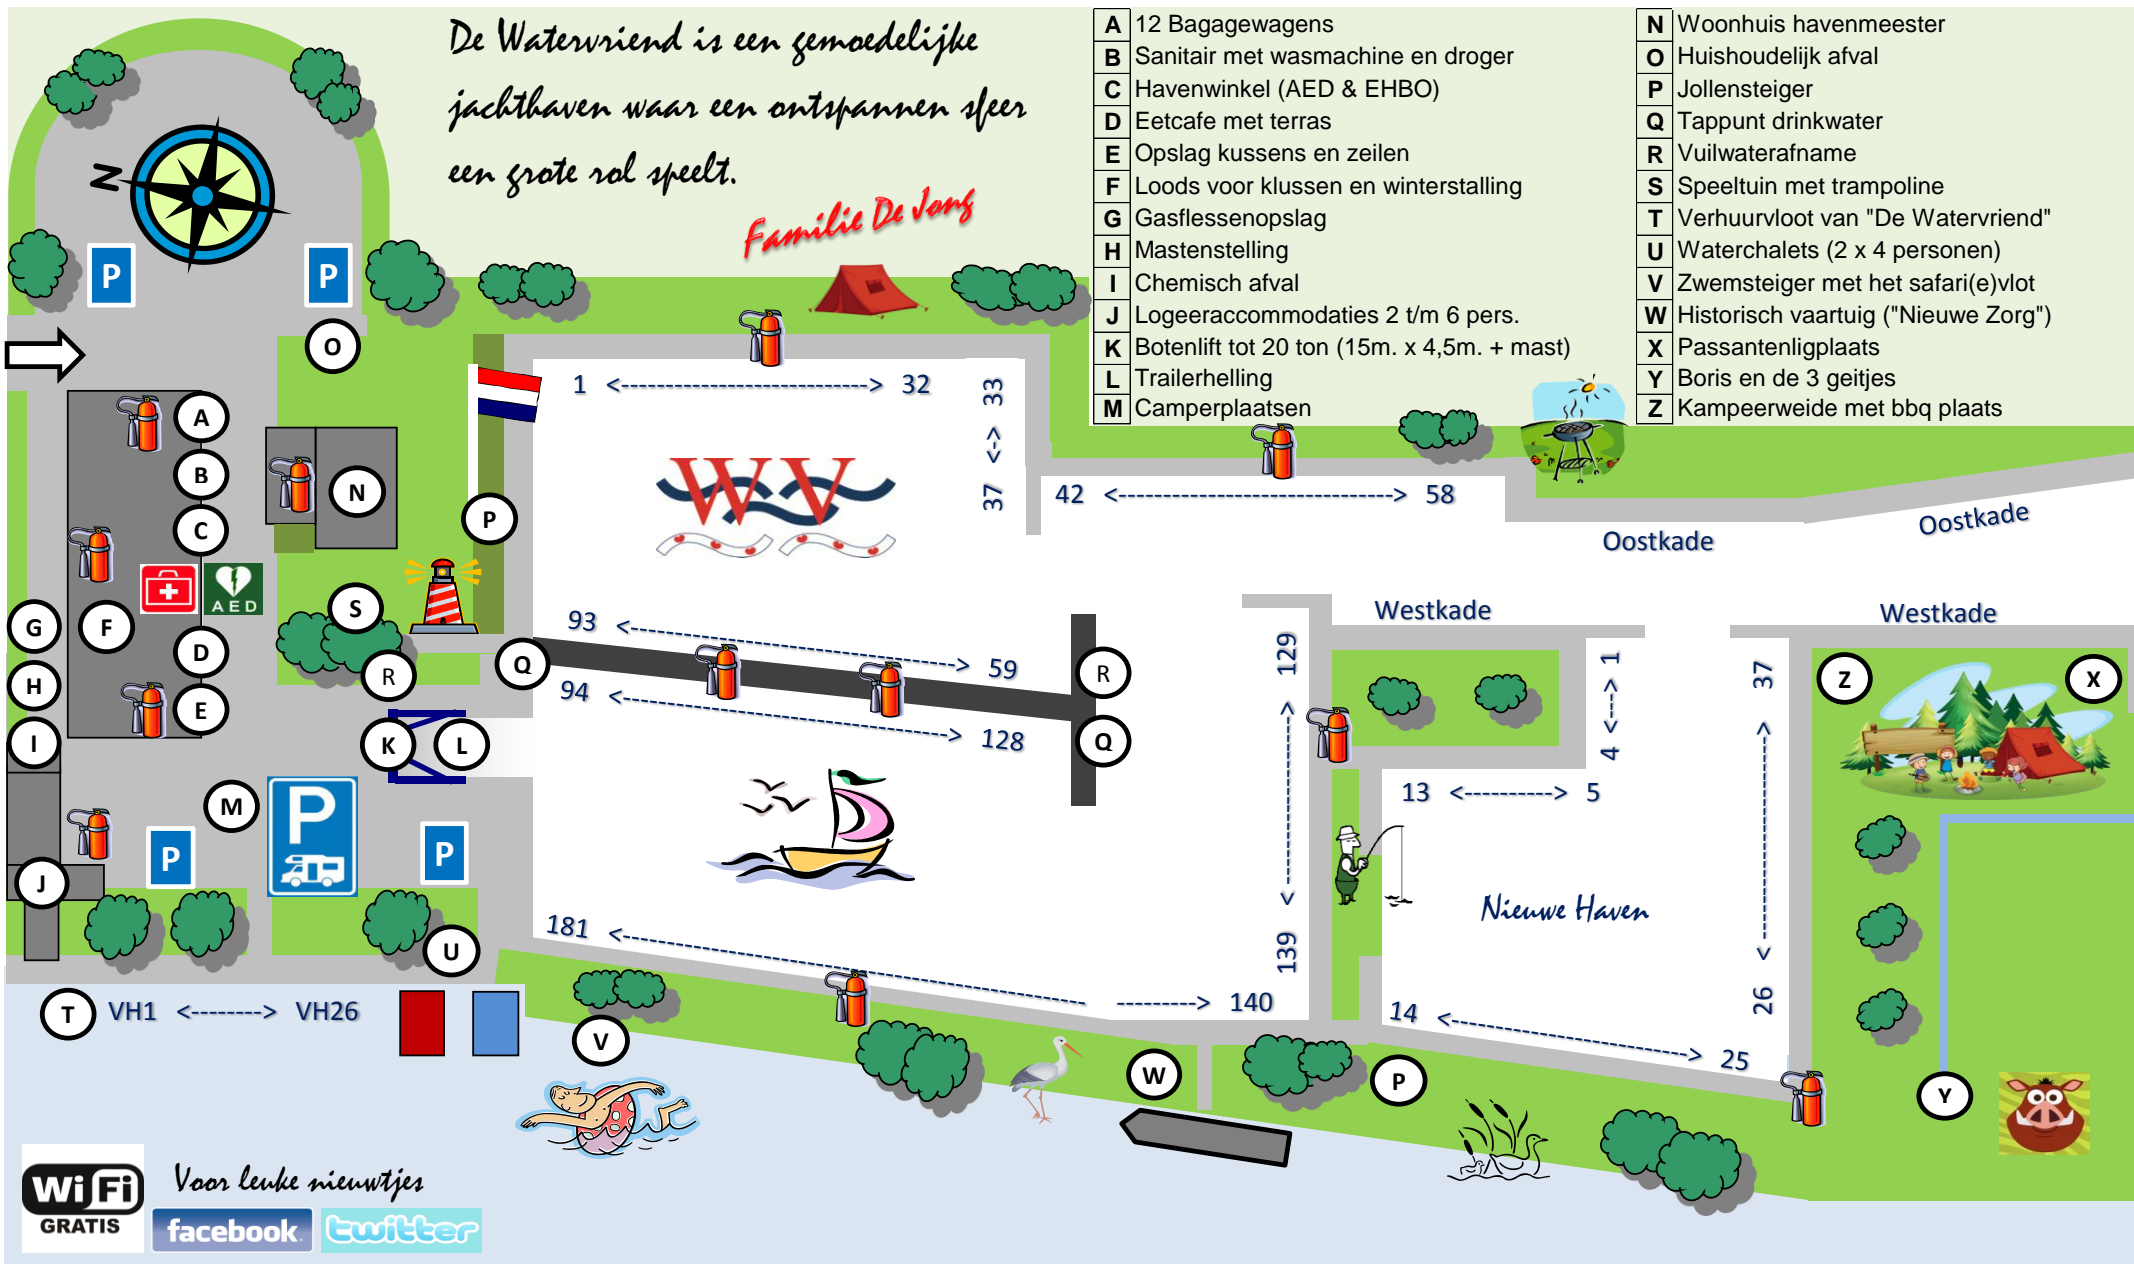 De Watervriend is een gemoedelijke
jachthaven waar een ontspannen sfeer
een grote rol speelt.
Familie De Jong
A 12 Bagagewagens
B Sanitair met wasmachine en droger
C Havenwinkel (AED & EHBO)
D Eetcafe met terras
E Opslag kussens en zeilen
F Loods voor klussen en winterstalling
G Gasflessenopslag
H Mastenstelling
I Chemisch afval
J Logeeraccommodaties 2 t/m 6 pers.
K Botenlift tot 20 ton (15m. x 4,5m. + mast)
L Trailerhelling
M Camperplaatsen
N Woonhuis havenmeester
O Huishoudelijk afval
P Jollensteiger
Q Tappunt drinkwater
R Vuilwaterafname
S Speeltuin met trampoline
T Verhuurvloot van "De Watervriend"
U Waterchalets (2 x 4 personen)
V Zwemsteiger met het safari(e)vlot
W Historisch vaartuig ("Nieuwe Zorg")
X Passantenligplaats
Y Boris en de 3 geitjes
Z Kampeerweide met bbq plaats
N
P
P
O
A
B
C
N
P
AED
S
G
F
D
H
R
Q
E
I
K
L
M
P
P
P
J
U
1 <----------------------------> 32
33 <-> 37
WV
42 <--------------------------------> 58
Oostkade
Oostkade
93 <------------------------------------> 59
94 <------------------------------------> 128
R
Q
129 <----------------> 139
Westkade
Westkade
1 <---> 4
37 <------------------> 26
13 <----------> 5
Z
X
Nieuwe Haven
181 <-------------------------------------------------- ---------> 140
14 <-------------------------> 25
T VH1 <--------> VH26
V
W
P
Y
WiFi
GRATIS
Voor leuke nieuwtjes
facebook
twitter